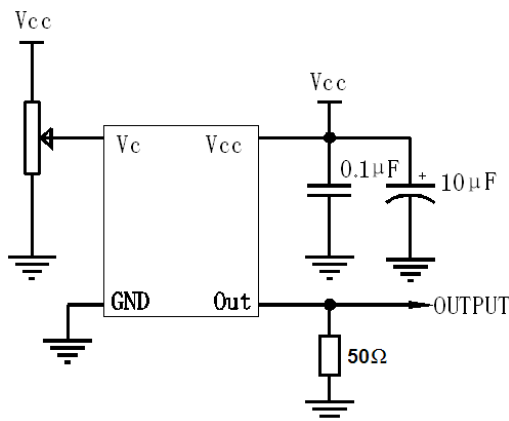 Vcc
Vcc
Vc
Vcc
0.1μF
+
10μF
GND
Out
OUTPUT
50Ω